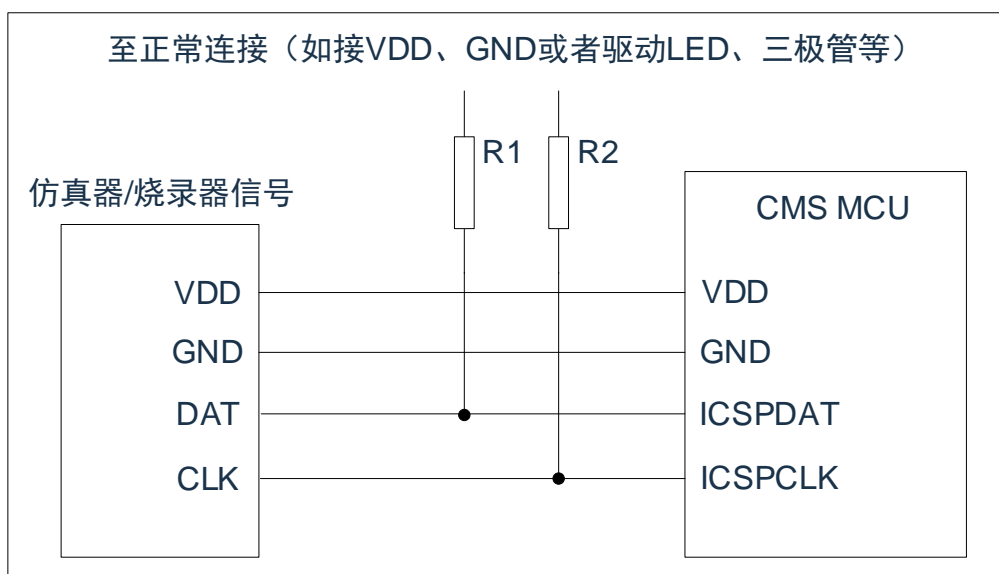 至正常连接（如接VDD、GND或者驱动LED、三极管等）
R1
R2
仿真器/烧录器信号
CMS MCU
VDD
VDD
GND
GND
DAT
ICSPDAT
CLK
ICSPCLK